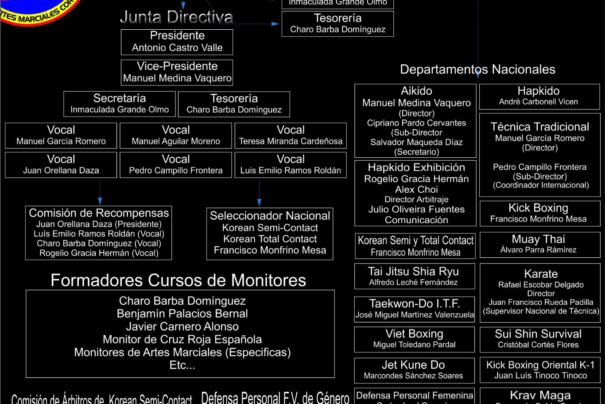 ARTES MARCIALES COR
Inmaculada Grande Olmo
Tesorería
Charo Barba Domínguez
Junta Directiva
Presidente
Antonio Castro Valle
Vice-Presidente
Manuel Medina Vaquero
Secretaría
Inmaculada Grande Olmo
Tesorería
Charo Barba Domínguez
Vocal
Manuel García Romero
Vocal
Manuel Aguilar Moreno
Vocal
Teresa Miranda Cardeñosa
Vocal
Juan Orellana Daza
Vocal
Pedro Campillo Frontera
Vocal
Luis Emilio Ramos Roldán
Comisión de Recompensas
Juan Orellana Daza (Presidente)
Luis Emilio Ramos Roldán (Vocal)
Charo Barba Domínguez (Vocal)
Rogelio Gracia Hernán (Vocal)
Seleccionador Nacional
Korean Semi-Contact
Korean Total Contact
Francisco Monfrino Mesa
Formadores Cursos de Monitores
Charo Barba Domínguez
Benjamín Palacios Bernal
Javier Carnero Alonso
Monitor de Cruz Roja Española
Monitores de Artes Marciales (Especificas)
Etc...
Comisión de Árbitros de Korean Semi-Contact
Defensa Personal F.V. de Género
Departamentos Nacionales
Aikido
Manuel Medina Vaquero
(Director)
Cipriano Pardo Cervantes
(Sub-Director)
Salvador Maqueda Díaz
(Secretario)
Hapkido Exhibición
Rogelio Gracia Hermán
Alex Choi
Director Arbitraje
Julio Oliveira Fuentes
Comunicación
Korean Semi y Total Contact
Francisco Monfrino Mesa
Tai Jitsu Shia Ryu
Alfredo Leché Fernández
Taekwon-Do I.T.F.
José Miguel Martínez Valenzuela
Viet Boxing
Miguel Toledano Pardal
Jet Kune Do
Marcondes Sánchez Soares
Defensa Personal Femenina
Hapkido
André Carbonell Vicen
Técnica Tradicional
Manuel García Romero
(Director)
Pedro Campillo Frontera
(Sub-Director)
(Coordinador Internacional)
Kick Boxing
Francisco Monfrino Mesa
Muay Thai
Álvaro Parra Ramírez
Karate
Rafael Escobar Delgado
Director
Juan Francisco Rueda Padilla
(Supervisor Nacional de Técnica)
Sui Shin Survival
Cristóbal Cortés Flores
Kick Boxing Oriental K-1
Juan Luís Tinoco Tinoco
Krav Maga